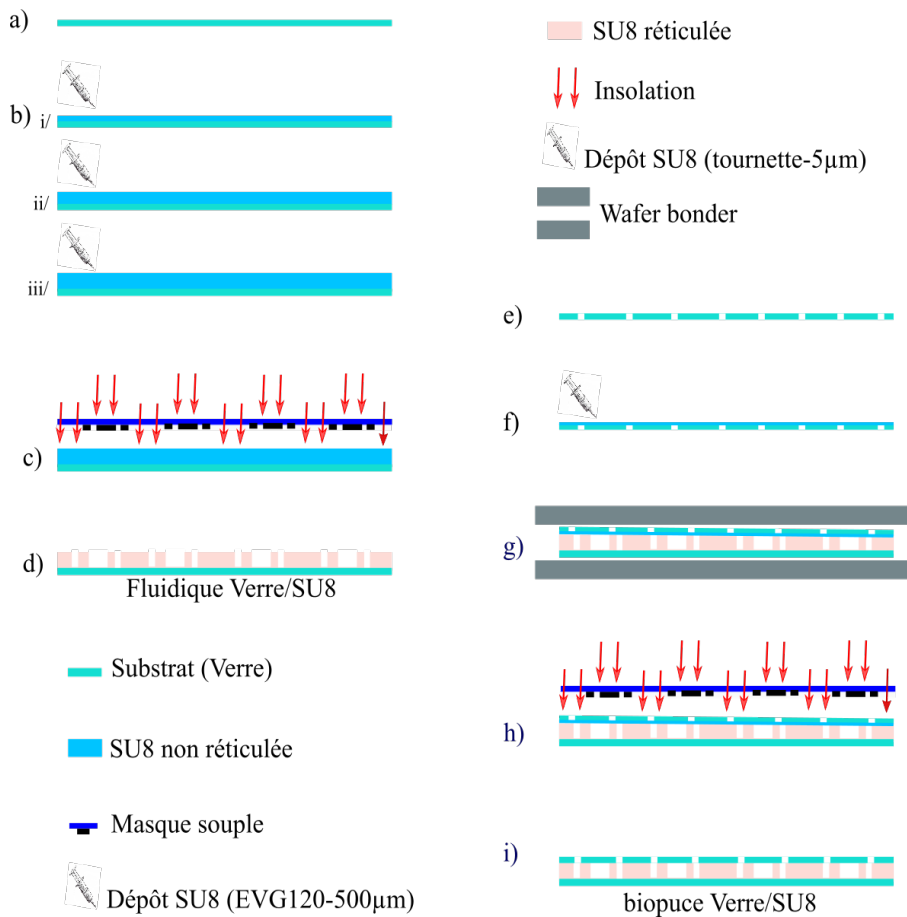 a)
b)
i/
ii/
iii/
c)
d)
Fluidique Verre/SU8
Substrat (Verre)
SU8 non réticulée
Masque souple
Dépôt SU8 (EVG120-500µm)
SU8 réticulée
Insolation
Dépôt SU8 (tournette-5µm)
Wafer bonder
e)
f)
g)
h)
i)
biopuce Verre/SU8